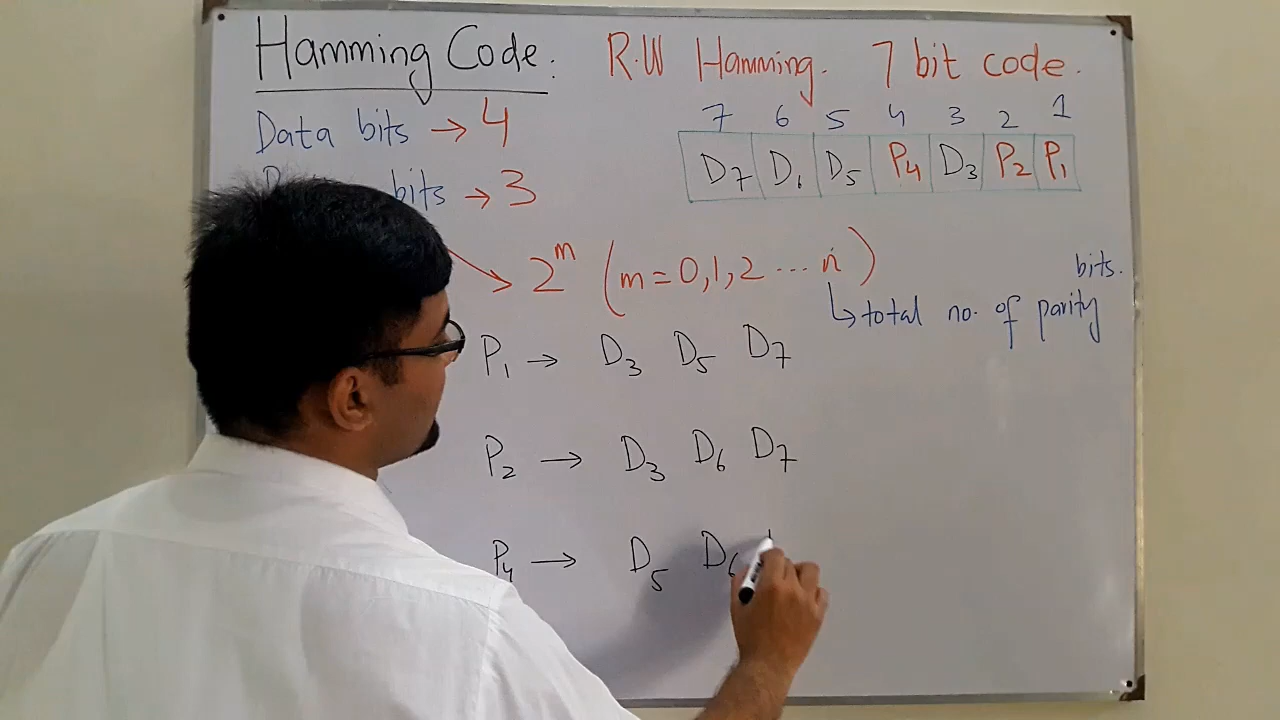 Hamming Code: R.W Hamming. 7 bit code.
Data bits → 4
7 6 5 4 3 2 1
D7 D6 D5 P4 D3 P2 P1
bits → 3
2^m (m=0,1,2 ... n)
↳ total no. of parity bits.
P1 → D3 D5 D7
P2 → D3 D6 D7
P4 → D5 D6